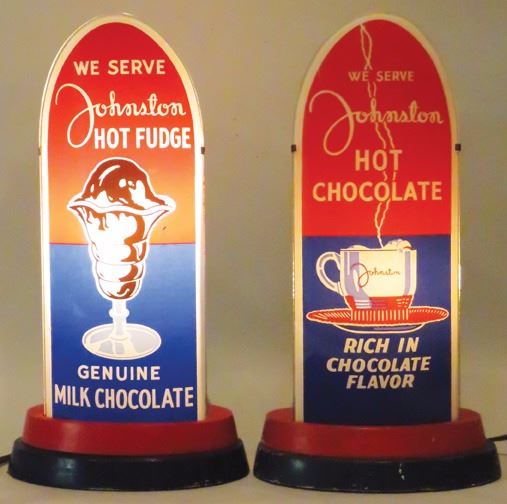 WE SERVE
Johnston
HOT FUDGE
GENUINE
MILK CHOCOLATE
WE SERVE
Johnston
HOT
CHOCOLATE
Johnston
RICH IN
CHOCOLATE
FLAVOR